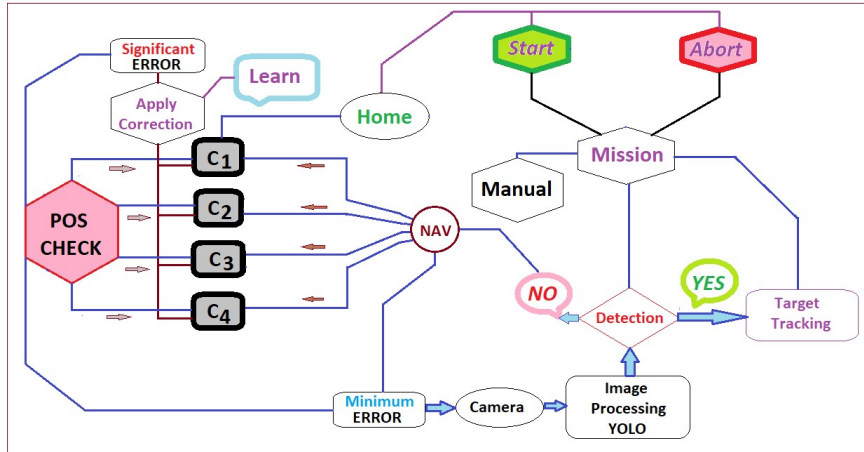 Significant
ERROR
Start
Abort
Learn
Apply
Correction
Home
C1
Mission
Manual
C2
POS
CHECK
NAV
C3
NO
YES
C4
Detection
Target
Tracking
Minimum
ERROR
Camera
Image
Processing
YOLO